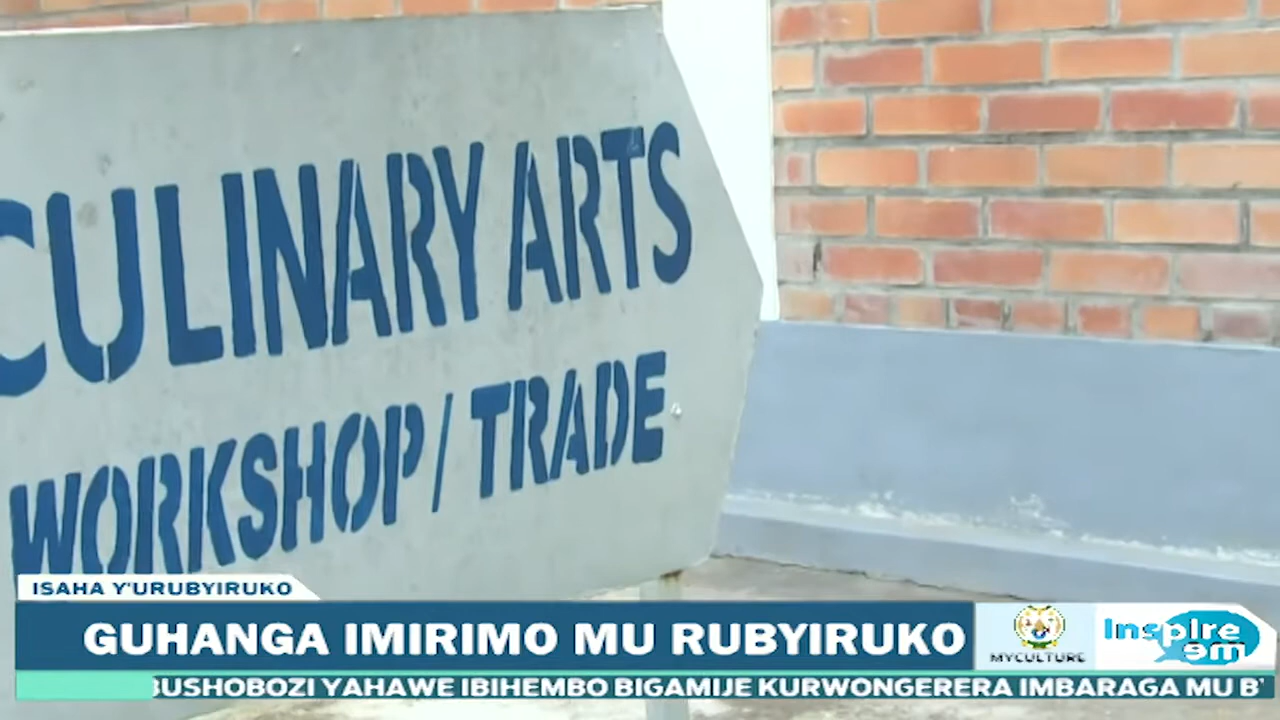 CULINARY ARTS
WORKSHOP / TRADE
ISAHA Y'URUBYIRUKO
GUHANGA IMIRIMO MU RUBYIRUKO
MYCULTURE
Inspire
me
BUSHOBOZI YAHAWE IBIHEMBO BIGAMIJE KURWONGERERA IMBARAGA MU B'